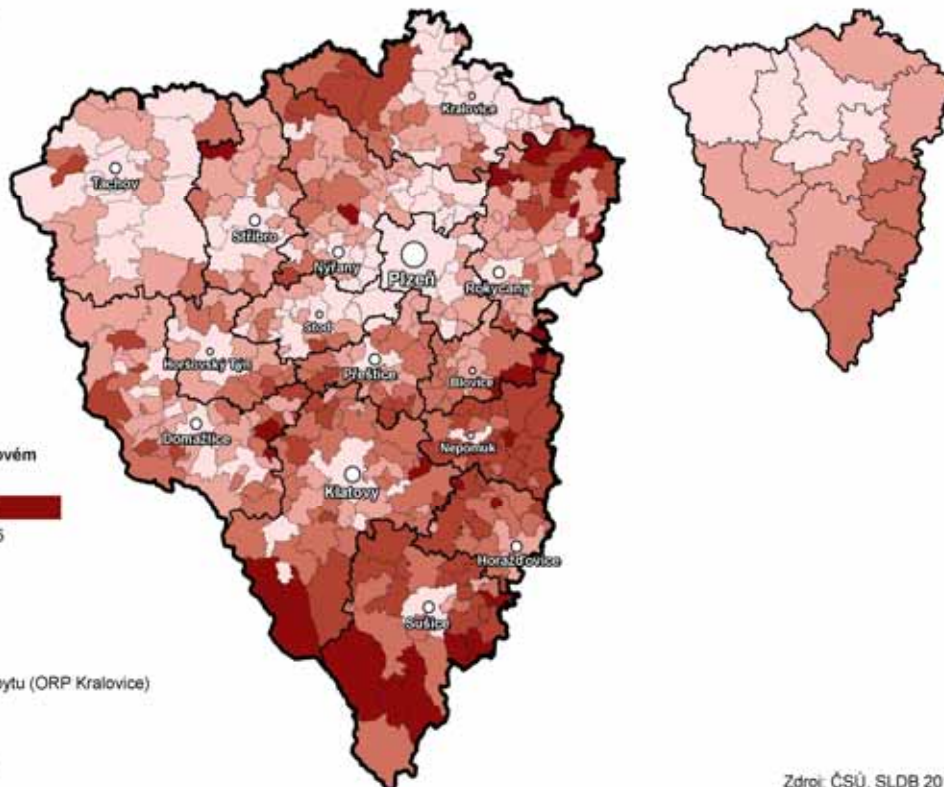 Kralovice
Tachov
Stříbro
Nýřany
Plzeň
Rokycany
Stod
Horšovský Týn
Přeštice
Blovice
Domažlice
Nepomuk
Klatovy
Horažďovice
Sušice
ovém
bytu (ORP Kralovice)
Zdroj: ČSÚ, SLDB 20